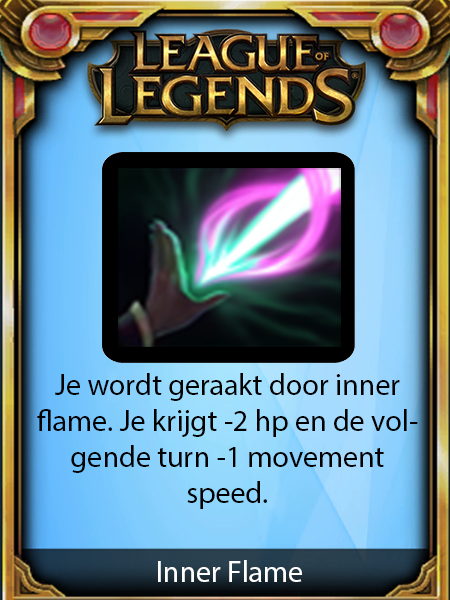 LEAGUE OF
LEGENDS®
Je wordt geraakt door inner
flame. Je krijgt -2 hp en de vol-
gende turn -1 movement
speed.
Inner Flame